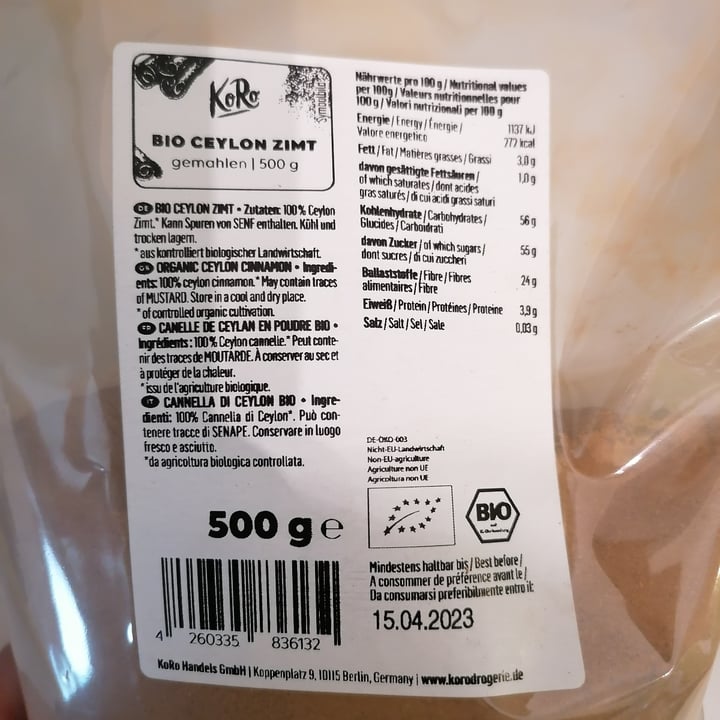 KoRo
Symbolbild
BIO CEYLON ZIMT
gemahlen | 500 g
DE BIO CEYLON ZIMT • Zutaten: 100% Ceylon
Zimt.* Kann Spuren von SENF enthalten. Kühl und
trocken lagern.
*aus kontrolliert biologischer Landwirtschaft.
GB ORGANIC CEYLON CINNAMON • Ingredi-
ents: 100% ceylon cinnamon.* May contain traces
of MUSTARD. Store in a cool and dry place.
*of controlled organic cultivation.
FR CANELLE DE CEYLAN EN POUDRE BIO •
Ingrédients: 100% Ceylon cannelle.* Peut conte-
nir des traces de MOUTARDE. À conserver au sec et
à protéger de la chaleur.
*issu de l'agriculture biologique.
IT CANNELLA DI CEYLON BIO • Ingre-
dienti: 100% Cannella di Ceylon*. Può con-
tenere tracce di SENAPE. Conservare in luogo
fresco e asciutto.
*da agricoltura biologica controllata.
500 g e
4 260335 836132
Nährwerte pro 100 g / Nutritional values
per 100g / Valeurs nutritionnelles pour
100 g / Valori nutrizionali per 100 g
Energie / Energy / Énergie / 1137 kJ
Valore energetico 272 kcal
Fett / Fat / Matières grasses / Grassi 3,0 g
davon gesättigte Fettsäuren / 1,0 g
of which saturates / dont acides
gras saturés / di cui acidi grassi saturi
Kohlenhydrate / Carbohydrates / 56 g
Glucides / Carboidrati
davon Zucker / of which sugars / 55 g
dont sucres / di cui zuccheri
Ballaststoffe / Fibre / Fibres 24 g
alimentaires / Fibre
Eiweiß / Protein / Protéines / Proteine 3,9 g
Salz / Salt / Sel / Sale 0,03 g
DE-ÖKO-003
Nicht-EU-Landwirtschaft
Non-EU-agriculture
Agriculture non UE
Agricoltura non UE
BIO
Mindestens haltbar bis / Best before /
A consommer de préférence avant le /
Da consumarsi preferibilmente entro il:
15.04.2023
KoRo Handels GmbH | Koppenplatz 9, 10115 Berlin, Germany | www.korodrogerie.de